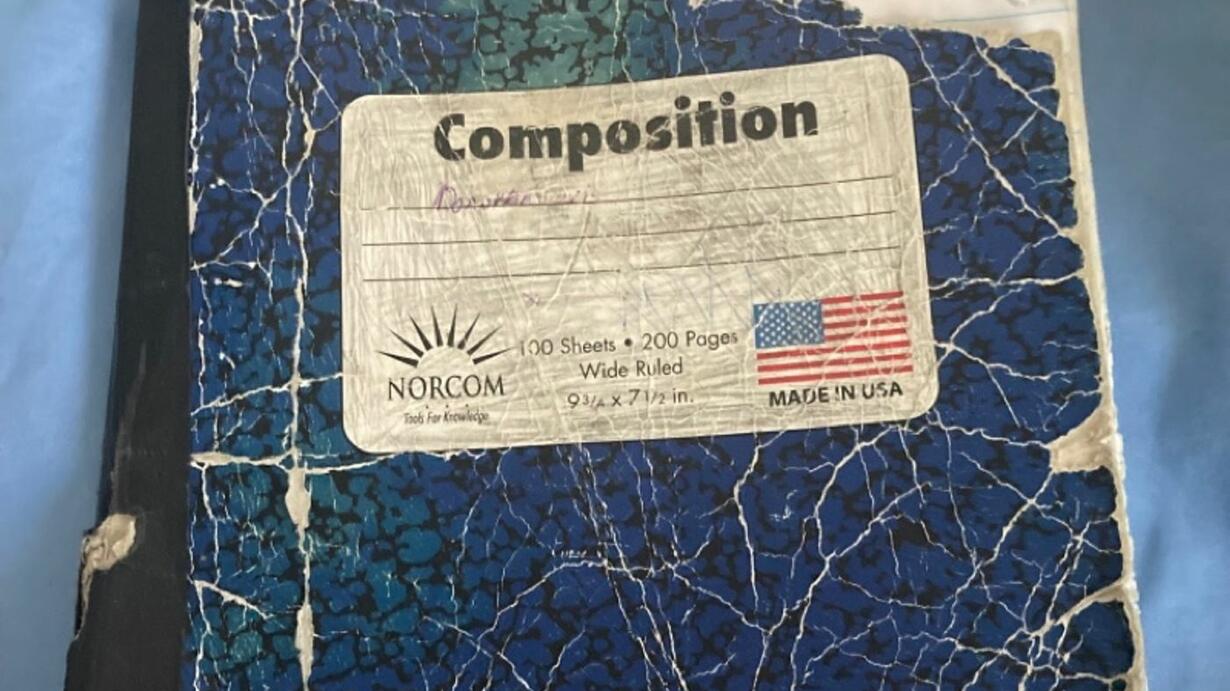 Composition
100 Sheets • 200 Pages
Wide Ruled
9 3/4 x 7 1/2 in.
NORCOM
Tools For Knowledge
MADE IN USA